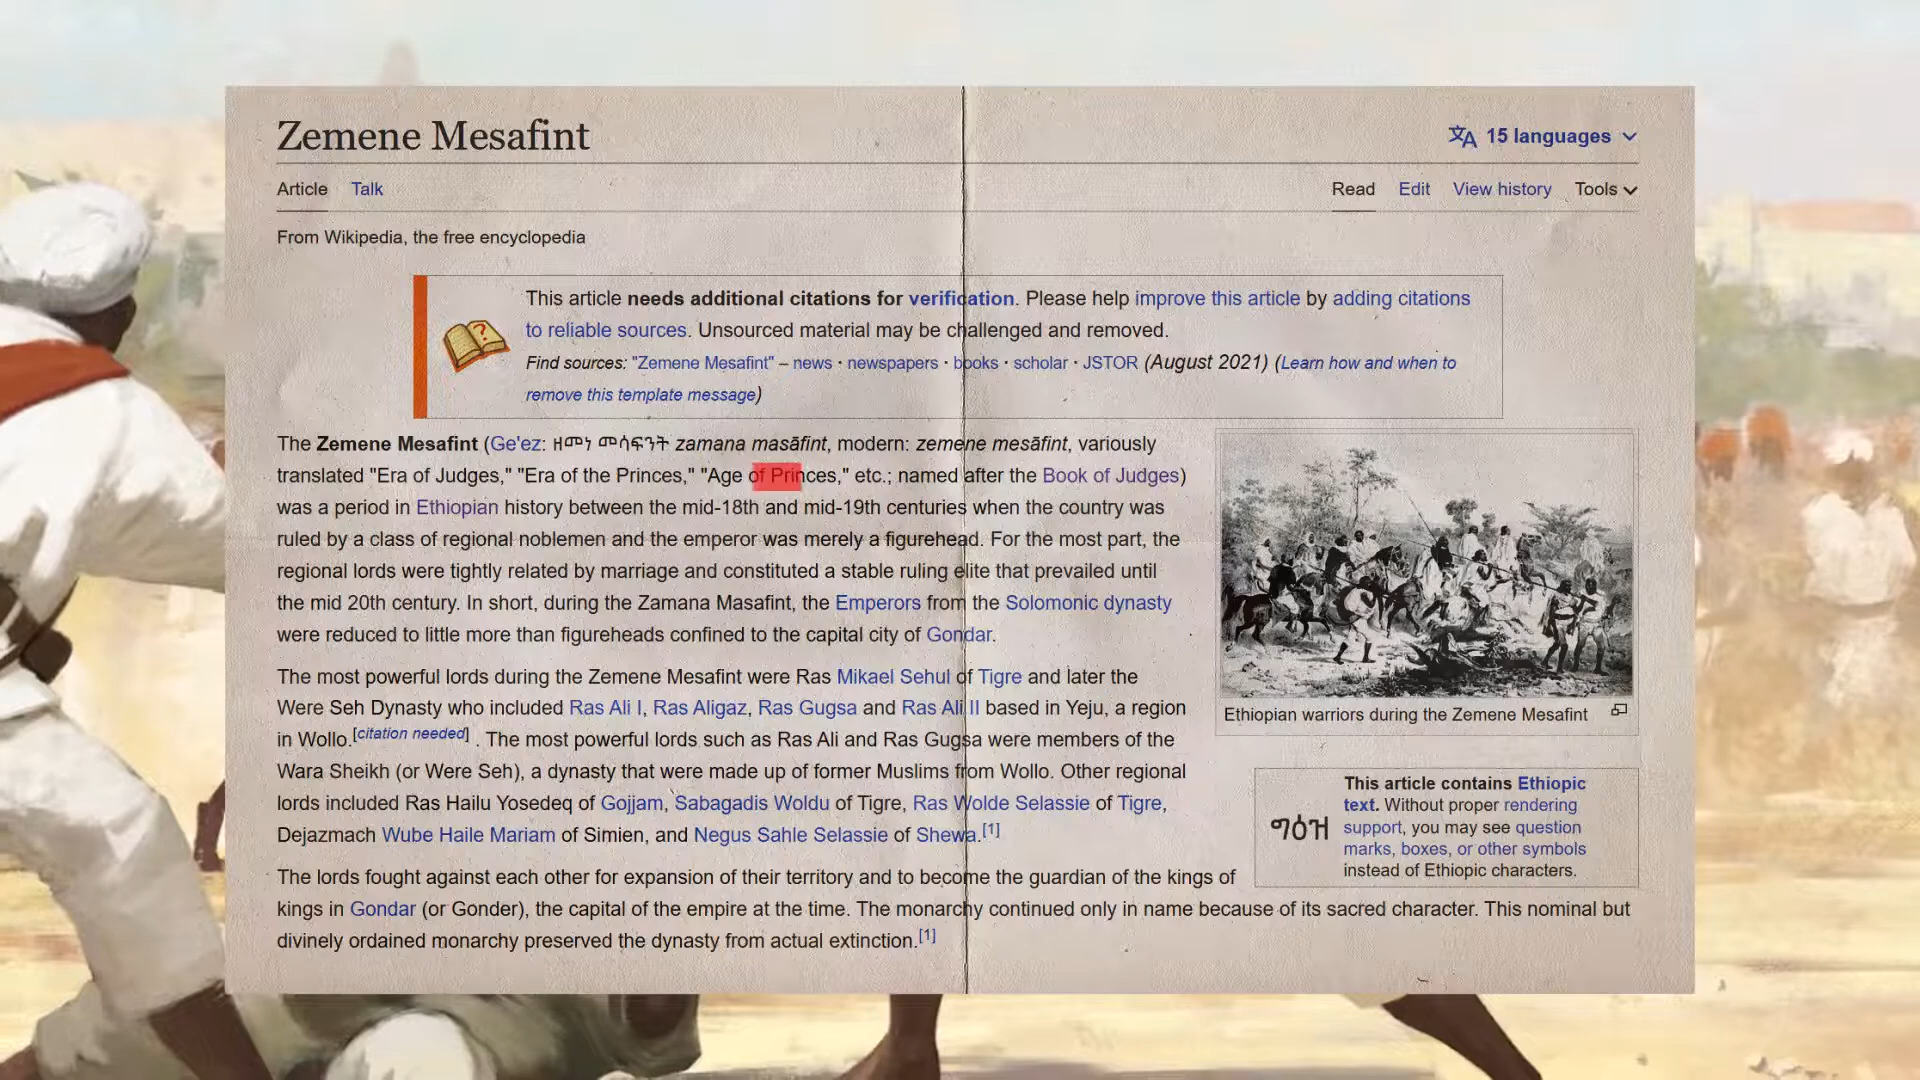 Zemene Mesafint
15 languages
Article Talk
Read Edit View history Tools
From Wikipedia, the free encyclopedia
This article needs additional citations for verification. Please help improve this article by adding citations
to reliable sources. Unsourced material may be challenged and removed.
Find sources: "Zemene Mesafint" – news · newspapers · books · scholar · JSTOR (August 2021) (Learn how and when to
remove this template message)
The Zemene Mesafint (Ge'ez: ዘመነ መሳፍንት zamana masāfint, modern: zemene mesāfint, variously
translated "Era of Judges," "Era of the Princes," "Age of Princes," etc.; named after the Book of Judges)
was a period in Ethiopian history between the mid-18th and mid-19th centuries when the country was
ruled by a class of regional noblemen and the emperor was merely a figurehead. For the most part, the
regional lords were tightly related by marriage and constituted a stable ruling elite that prevailed until
the mid 20th century. In short, during the Zamana Masafint, the Emperors from the Solomonic dynasty
were reduced to little more than figureheads confined to the capital city of Gondar.
The most powerful lords during the Zemene Mesafint were Ras Mikael Sehul of Tigre and later the
Were Seh Dynasty who included Ras Ali I, Ras Aligaz, Ras Gugsa and Ras Ali II based in Yeju, a region
in Wollo.[citation needed] . The most powerful lords such as Ras Ali and Ras Gugsa were members of the
Wara Sheikh (or Were Seh), a dynasty that were made up of former Muslims from Wollo. Other regional
lords included Ras Hailu Yosedeq of Gojjam, Sabagadis Woldu of Tigre, Ras Wolde Selassie of Tigre,
Dejazmach Wube Haile Mariam of Simien, and Negus Sahle Selassie of Shewa.[1]
The lords fought against each other for expansion of their territory and to become the guardian of the kings of
kings in Gondar (or Gonder), the capital of the empire at the time. The monarchy continued only in name because of its sacred character. This nominal but
divinely ordained monarchy preserved the dynasty from actual extinction.[1]
Ethiopian warriors during the Zemene Mesafint
ግዕዝ
This article contains Ethiopic
text. Without proper rendering
support, you may see question
marks, boxes, or other symbols
instead of Ethiopic characters.